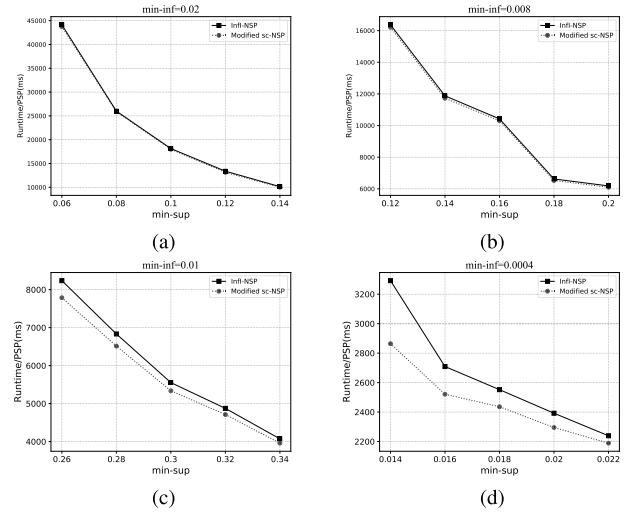 min-inf=0.02
Runtime/PSP(ms)
45000
40000
35000
30000
25000
20000
15000
10000
Infl-NSP
Modified sc-NSP
0.06 0.08 0.1 0.12 0.14
min-sup
(a)
min-inf=0.008
Runtime/PSP(ms)
16000
14000
12000
10000
8000
6000
Infl-NSP
Modified sc-NSP
0.12 0.14 0.16 0.18 0.2
min-sup
(b)
min-inf=0.01
Runtime/PSP(ms)
8000
7000
6000
5000
4000
Infl-NSP
Modified sc-NSP
0.26 0.28 0.3 0.32 0.34
min-sup
(c)
min-inf=0.0004
Runtime/PSP(ms)
3200
3000
2800
2600
2400
2200
Infl-NSP
Modified sc-NSP
0.014 0.016 0.018 0.02 0.022
min-sup
(d)